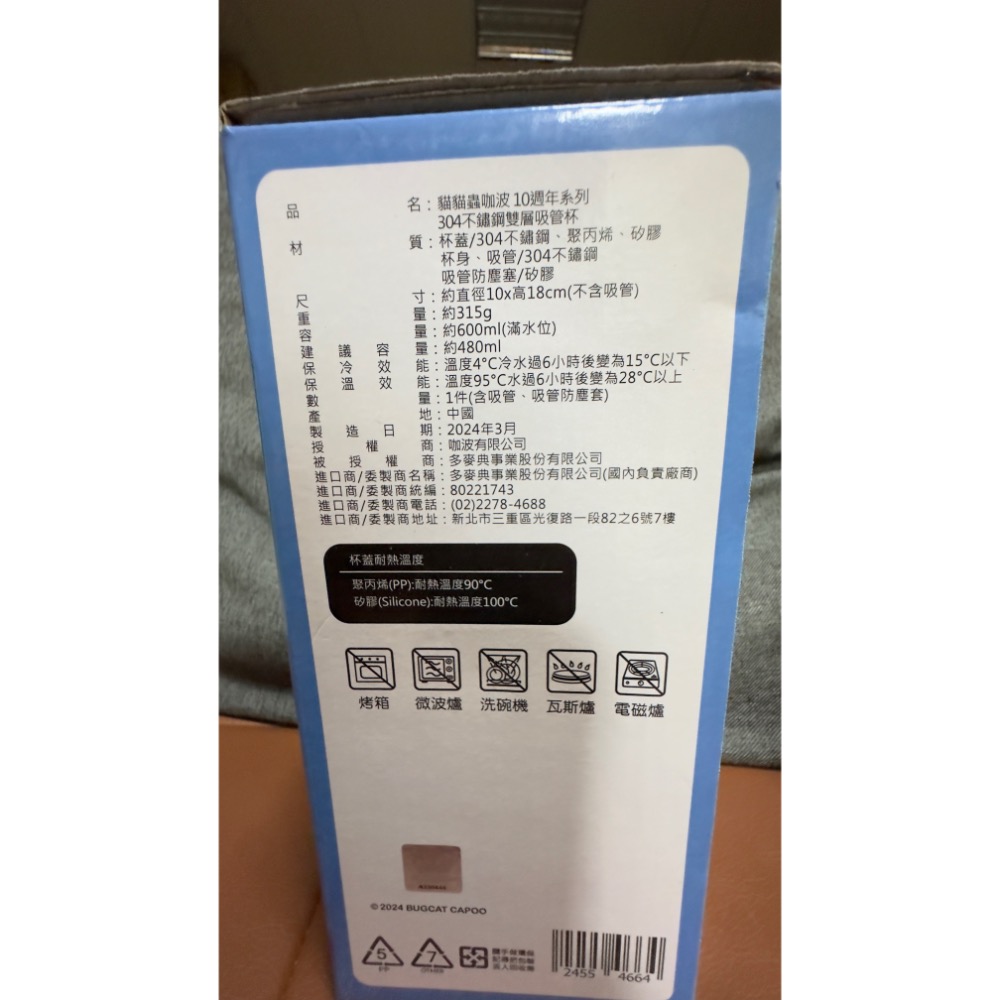 品名：貓貓蟲咖波 10週年系列
304不鏽鋼雙層吸管杯
材質：杯蓋/304不鏽鋼、聚丙烯、矽膠
杯身、吸管/304不鏽鋼
吸管防塵塞/矽膠
尺寸：約直徑10x高18cm(不含吸管)
重量：約315g
容量：約600ml(滿水位)
建議容量：約480ml
保冷效能：溫度4°C冷水過6小時後變為15°C以下
保溫效能：溫度95°C水過6小時後變為28°C以上
數量：1件(含吸管、吸管防塵套)
產地：中國
製造日期：2024年3月
授權商：咖波有限公司
被授權商：多麥典事業股份有限公司
進口商/委製商名稱：多麥典事業股份有限公司(國內負責廠商)
進口商/委製商統編：80221743
進口商/委製商電話：(02)2278-4688
進口商/委製商地址：新北市三重區光復路一段82之6號7樓
杯蓋耐熱溫度
聚丙烯(PP):耐熱溫度90°C
矽膠(Silicone):耐熱溫度100°C
烤箱 微波爐 洗碗機 瓦斯爐 電磁爐
© 2024 BUGCAT CAPOO
5 7
PP
2455 4664